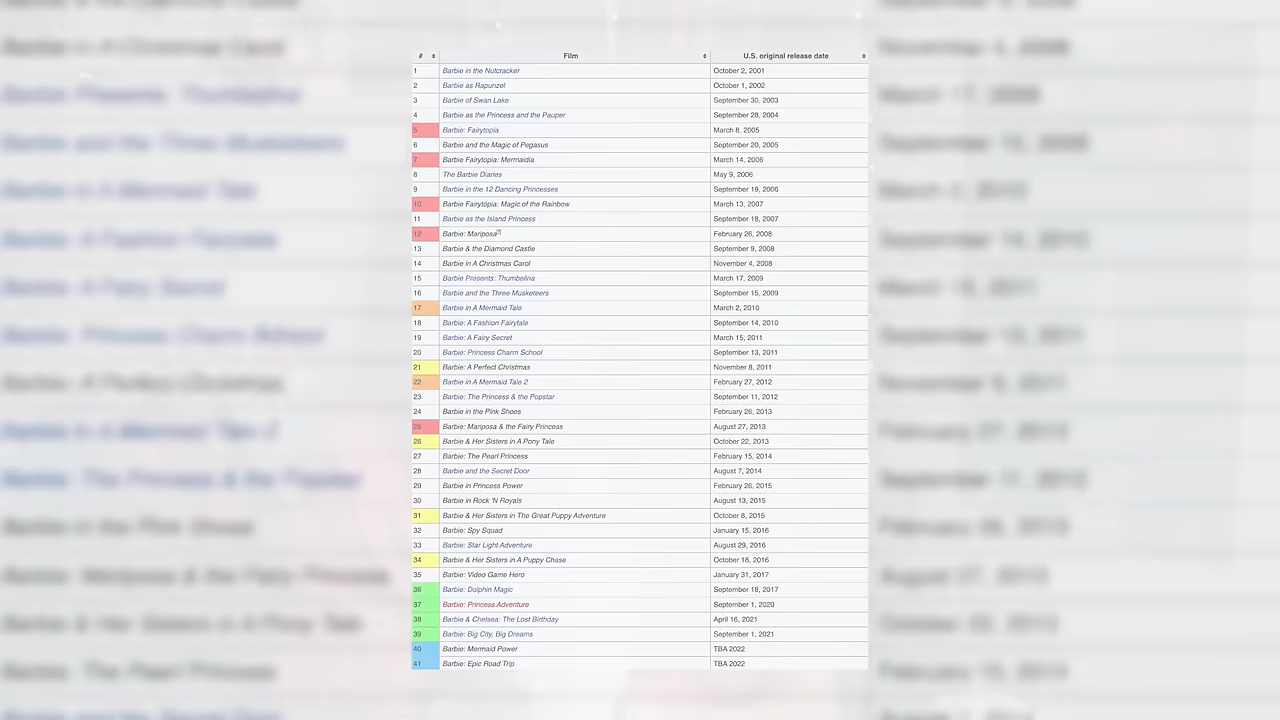 # Film U.S. original release date
1 Barbie in the Nutcracker October 2, 2001
2 Barbie as Rapunzel October 1, 2002
3 Barbie of Swan Lake September 30, 2003
4 Barbie as the Princess and the Pauper September 28, 2004
5 Barbie: Fairytopia March 8, 2005
6 Barbie and the Magic of Pegasus September 20, 2005
7 Barbie Fairytopia: Mermaidia March 14, 2006
8 The Barbie Diaries May 9, 2006
9 Barbie in the 12 Dancing Princesses September 19, 2006
10 Barbie Fairytopia: Magic of the Rainbow March 13, 2007
11 Barbie as the Island Princess September 18, 2007
12 Barbie: Mariposa February 26, 2008
13 Barbie & the Diamond Castle September 9, 2008
14 Barbie in A Christmas Carol November 4, 2008
15 Barbie Presents: Thumbelina March 17, 2009
16 Barbie and the Three Musketeers September 15, 2009
17 Barbie in A Mermaid Tale March 2, 2010
18 Barbie: A Fashion Fairytale September 14, 2010
19 Barbie: A Fairy Secret March 15, 2011
20 Barbie: Princess Charm School September 13, 2011
21 Barbie: A Perfect Christmas November 8, 2011
22 Barbie in A Mermaid Tale 2 February 27, 2012
23 Barbie: The Princess & the Popstar September 11, 2012
24 Barbie in the Pink Shoes February 26, 2013
25 Barbie: Mariposa & the Fairy Princess August 27, 2013
26 Barbie & Her Sisters in A Pony Tale October 22, 2013
27 Barbie: The Pearl Princess February 15, 2014
28 Barbie and the Secret Door August 7, 2014
29 Barbie in Princess Power February 26, 2015
30 Barbie in Rock 'N Royals August 13, 2015
31 Barbie & Her Sisters in The Great Puppy Adventure October 8, 2015
32 Barbie: Spy Squad January 15, 2016
33 Barbie: Star Light Adventure August 29, 2016
34 Barbie & Her Sisters in A Puppy Chase October 18, 2016
35 Barbie: Video Game Hero January 31, 2017
36 Barbie: Dolphin Magic September 18, 2017
37 Barbie: Princess Adventure September 1, 2020
38 Barbie & Chelsea: The Lost Birthday April 16, 2021
39 Barbie: Big City, Big Dreams September 1, 2021
40 Barbie: Mermaid Power TBA 2022
41 Barbie: Epic Road Trip TBA 2022